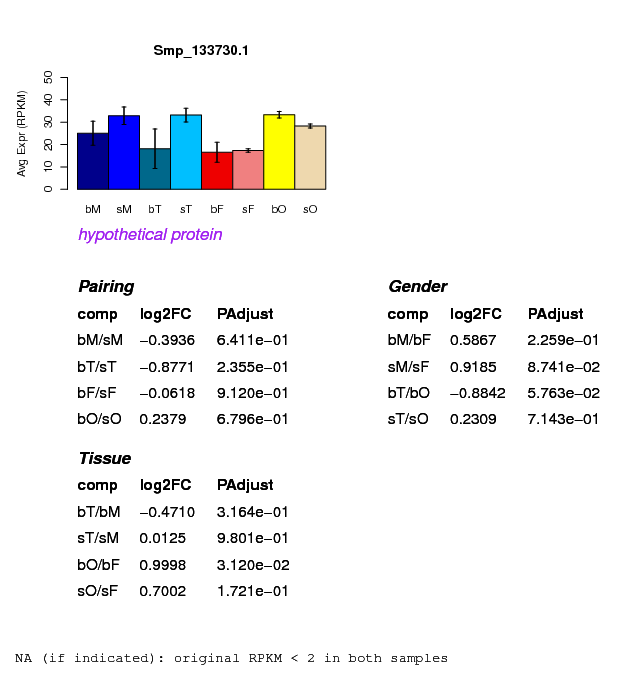 Smp_133730.1
Avg Expr (RPKM)
50
40
30
20
10
0
bM sM bT sT bF sF bO sO
hypothetical protein
Pairing
comp log2FC PAdjust
bM/sM −0.3936 6.411e−01
bT/sT −0.8771 2.355e−01
bF/sF −0.0618 9.120e−01
bO/sO 0.2379 6.796e−01
Gender
comp log2FC PAdjust
bM/bF 0.5867 2.259e−01
sM/sF 0.9185 8.741e−02
bT/bO −0.8842 5.763e−02
sT/sO 0.2309 7.143e−01
Tissue
comp log2FC PAdjust
bT/bM −0.4710 3.164e−01
sT/sM 0.0125 9.801e−01
bO/bF 0.9998 3.120e−02
sO/sF 0.7002 1.721e−01
NA (if indicated): original RPKM < 2 in both samples